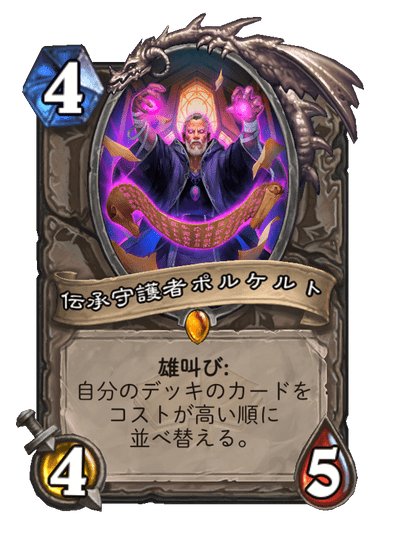 4
伝承守護者ポルケルト
雄叫び:
自分のデッキのカードを
コストが高い順に
並べ替える。
4
5